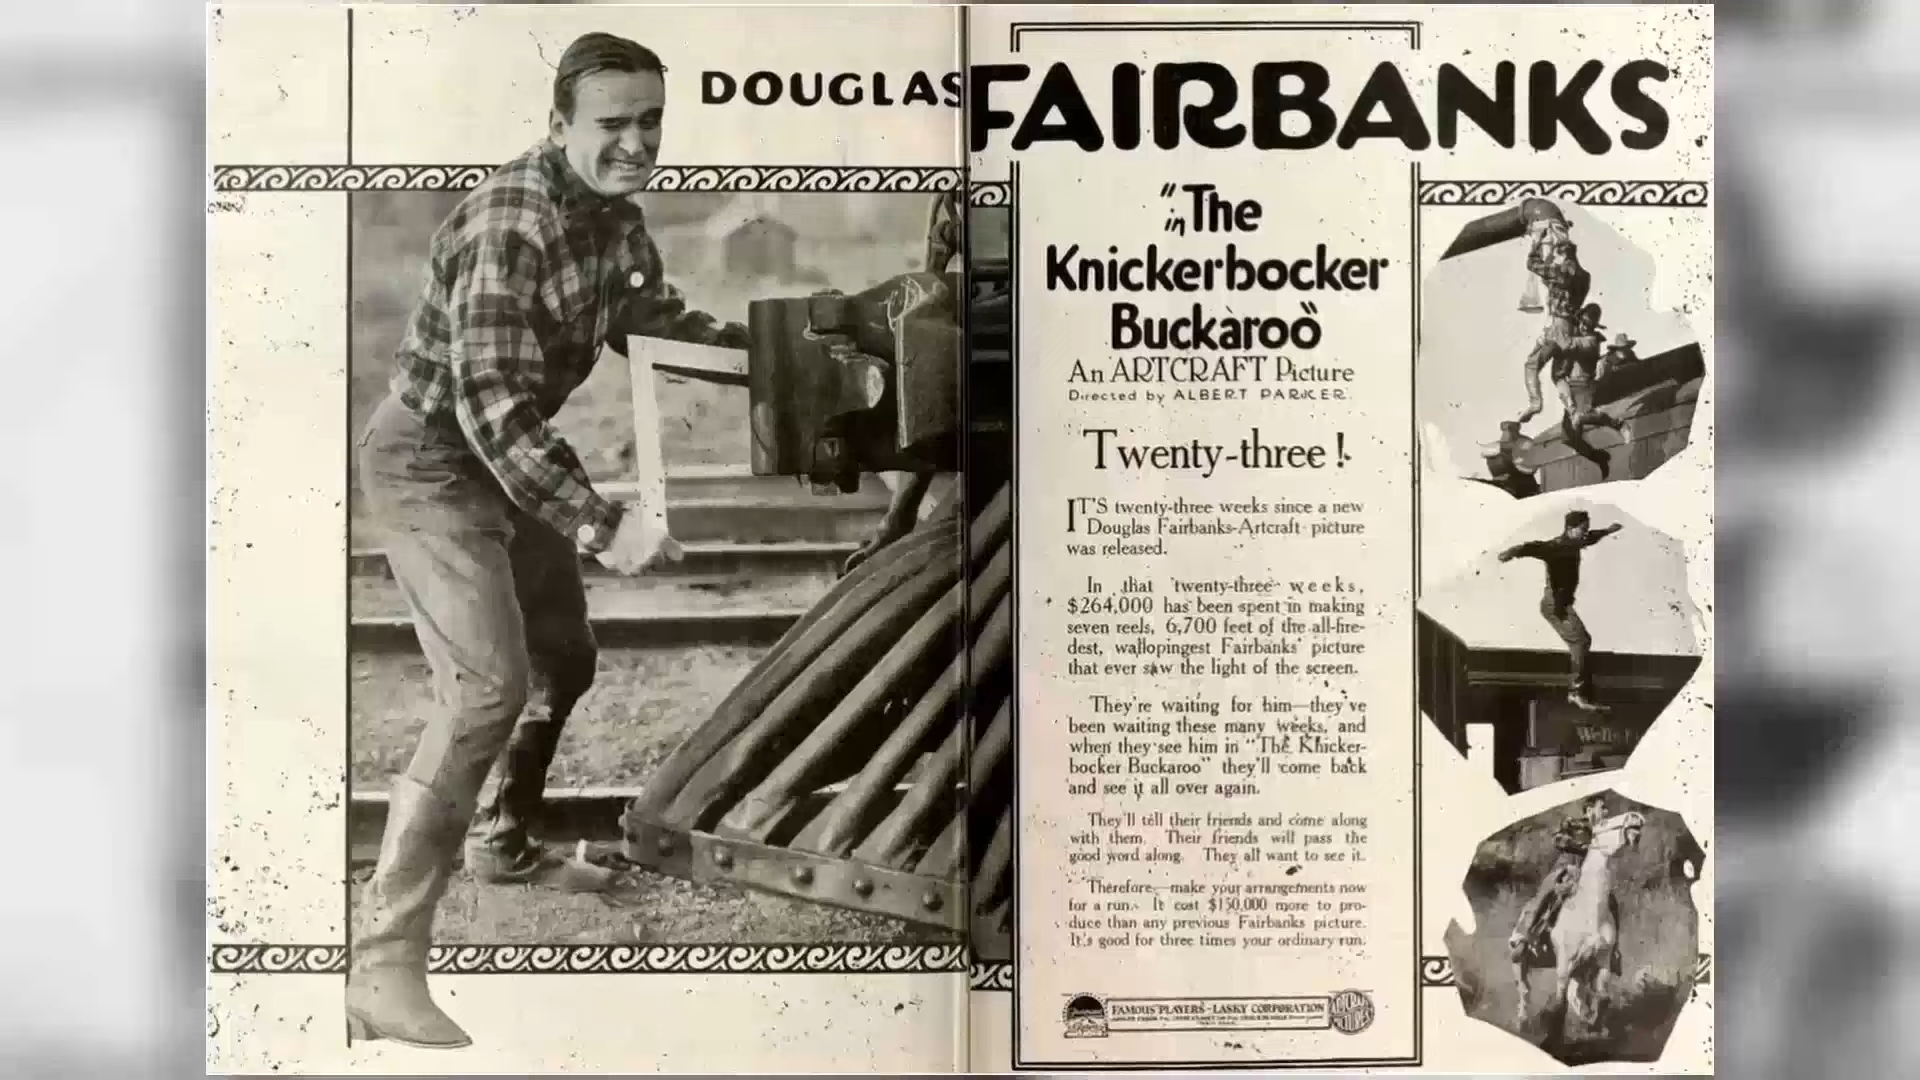 DOUGLAS FAIRBANKS
in "The
Knickerbocker
Buckaroo"
An ARTCRAFT Picture
Directed by ALBERT PARKER
Twenty-three!
IT'S twenty-three weeks since a new
Douglas Fairbanks-Artcraft picture
was released.
In that twenty-three weeks,
$264,000 has been spent in making
seven reels, 6,700 feet of the all-fire-
dest, wallopingest Fairbanks' picture
that ever saw the light of the screen.
They're waiting for him—they've
been waiting these many weeks, and
when they see him in "The Knicker-
bocker Buckaroo" they'll come back
and see it all over again.
They'll tell their friends and come along
with them. Their friends will pass the
good word along. They all want to see it.
Therefore—make your arrangements now
for a run. It cost $150,000 more to pro-
duce than any previous Fairbanks picture.
It's good for three times your ordinary run.
FAMOUS PLAYERS-LASKY CORPORATION
ARTCRAFT
PICTURES
Wells